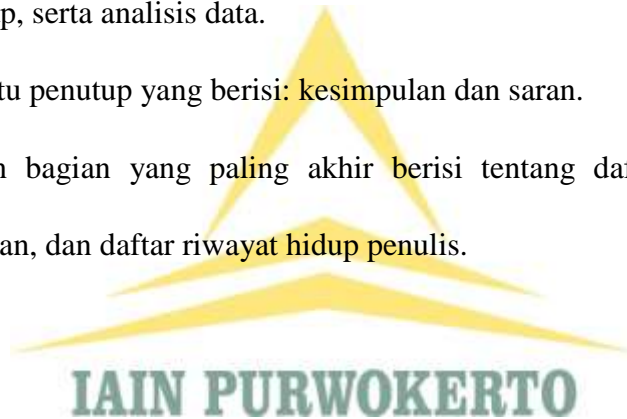 p, serta analisis data.
tu penutup yang berisi: kesimpulan dan saran.
bagian yang paling akhir berisi tentang
an, dan daftar riwayat hidup penulis.
IAIN PURWOKERTO